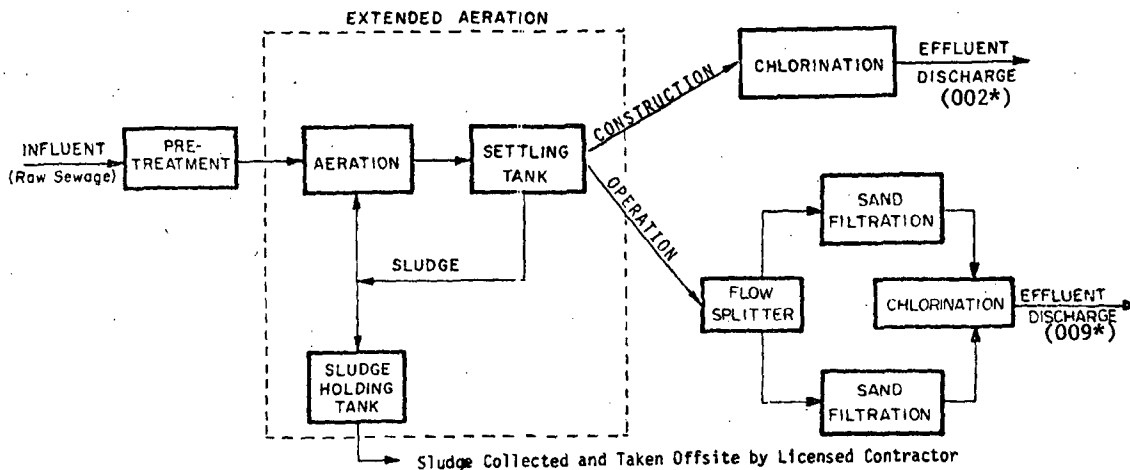 EXTENDED AERATION
INFLUENT
(Raw Sewage)
PRE-
TREATMENT
AERATION
SETTLING
TANK
SLUDGE
SLUDGE
HOLDING
TANK
Sludge Collected and Taken Offsite by Licensed Contractor
CONSTRUCTION
CHLORINATION
EFFLUENT
DISCHARGE
(002*)
OPERATION
FLOW
SPLITTER
SAND
FILTRATION
SAND
FILTRATION
CHLORINATION
EFFLUENT
DISCHARGE
(009*)